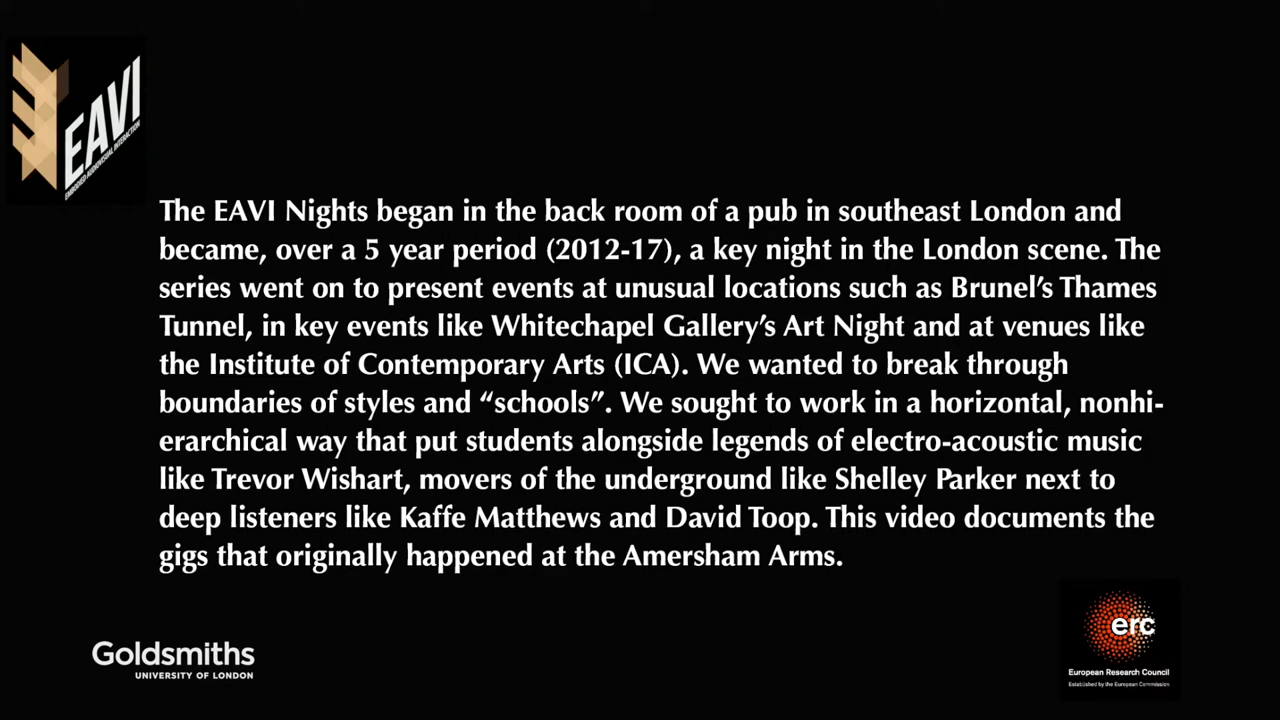 EAVI
EMBODIED AUDIOVISUAL INTERACTION
The EAVI Nights began in the back room of a pub in southeast London and
became, over a 5 year period (2012-17), a key night in the London scene. The
series went on to present events at unusual locations such as Brunel’s Thames
Tunnel, in key events like Whitechapel Gallery’s Art Night and at venues like
the Institute of Contemporary Arts (ICA). We wanted to break through
boundaries of styles and “schools”. We sought to work in a horizontal, nonhi-
erarchical way that put students alongside legends of electro-acoustic music
like Trevor Wishart, movers of the underground like Shelley Parker next to
deep listeners like Kaffe Matthews and David Toop. This video documents the
gigs that originally happened at the Amersham Arms.
Goldsmiths
UNIVERSITY OF LONDON
erc
European Research Council
Established by the European Commission